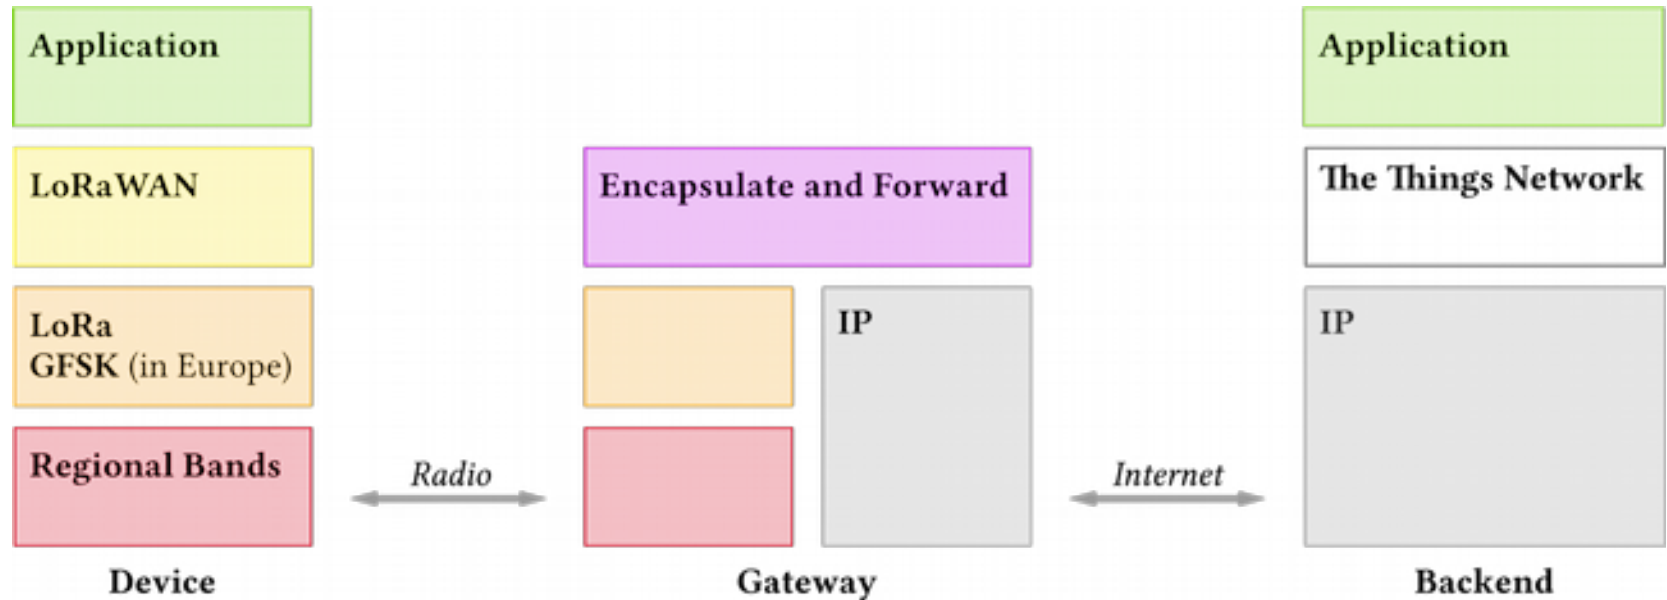 Application
LoRaWAN
LoRa
GFSK (in Europe)
Regional Bands
Device
Radio
Encapsulate and Forward
IP
Gateway
Internet
Application
The Things Network
IP
Backend